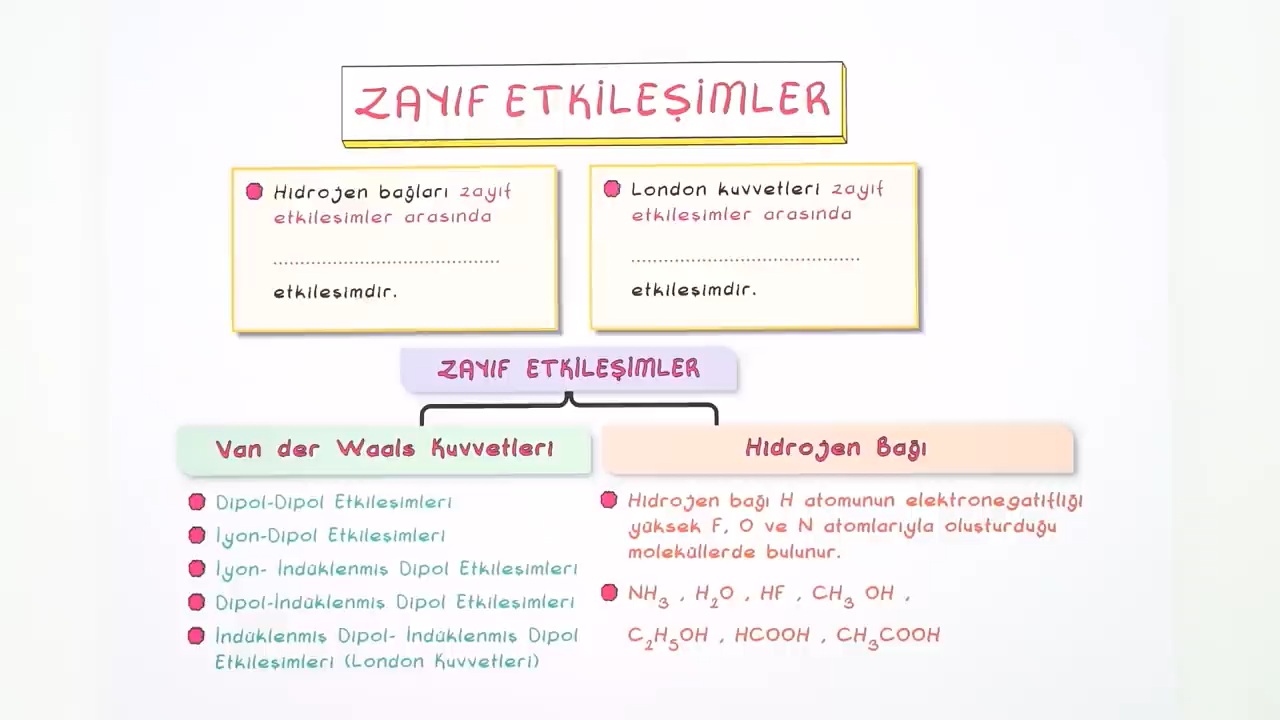 ZAYIF ETKİLEŞİMLER
Hidrojen bağları zayıf
etkileşimler arasında
......................................................
etkileşimdir.
London kuvvetleri zayıf
etkileşimler arasında
......................................................
etkileşimdir.
ZAYIF ETKİLEŞİMLER
Van der Waals Kuvvetleri
Dipol-Dipol Etkileşimleri
İyon-Dipol Etkileşimleri
İyon- İndüklenmiş Dipol Etkileşimleri
Dipol-İndüklenmiş Dipol Etkileşimleri
İndüklenmiş Dipol- İndüklenmiş Dipol
Etkileşimleri (London Kuvvetleri)
Hidrojen Bağı
Hidrojen bağı H atomunun elektronegatifliği
yüksek F, O ve N atomlarıyla oluşturduğu
moleküllerde bulunur.
NH₃ , H₂O , HF , CH₃ OH ,
C₂H₅OH , HCOOH , CH₃COOH